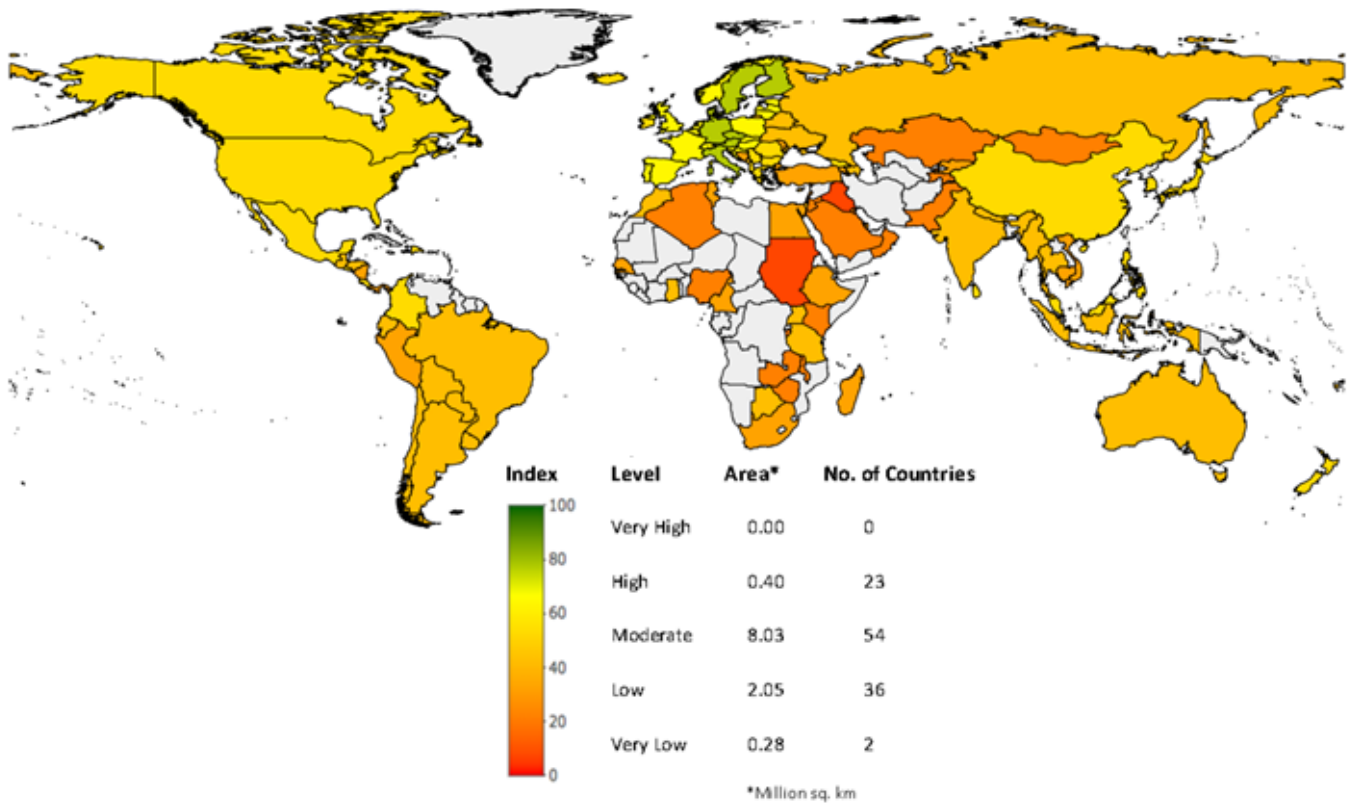 Index Level Area* No. of Countries
100
Very High 0.00 0
80
High 0.40 23
60
Moderate 8.03 54
40
Low 2.05 36
20
Very Low 0.28 2
0
*Million sq. km